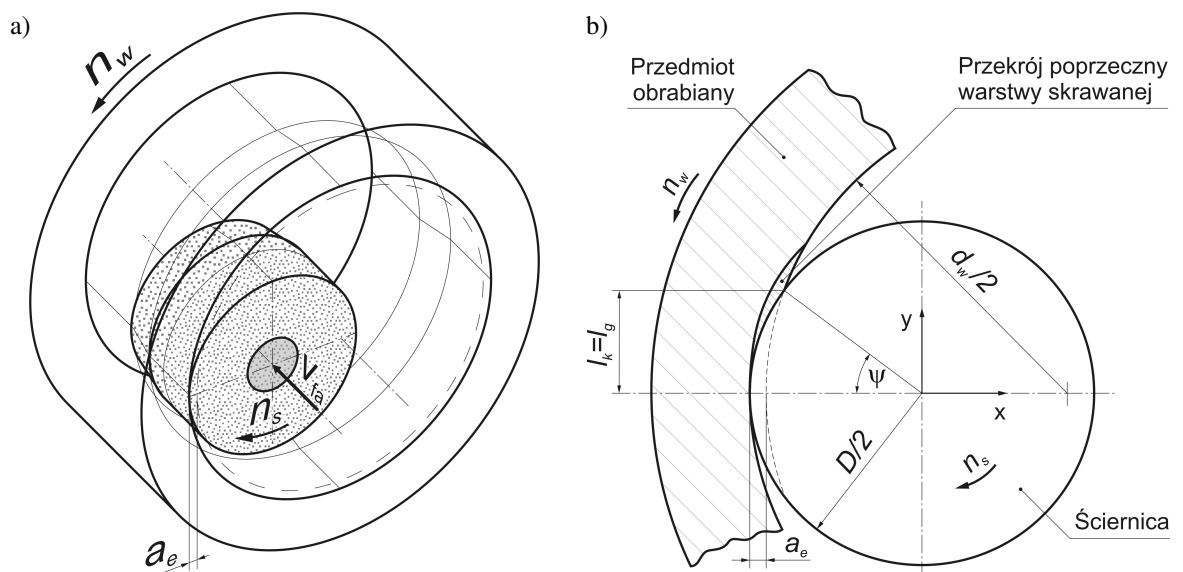 a)
n_w
v_fa
n_s
a_e
b)
Przedmiot
obrabiany
Przekrój poprzeczny
warstwy skrawanej
n_w
d_w/2
l_k=l_g
y
ψ
x
D/2
n_s
Ściernica
a_e